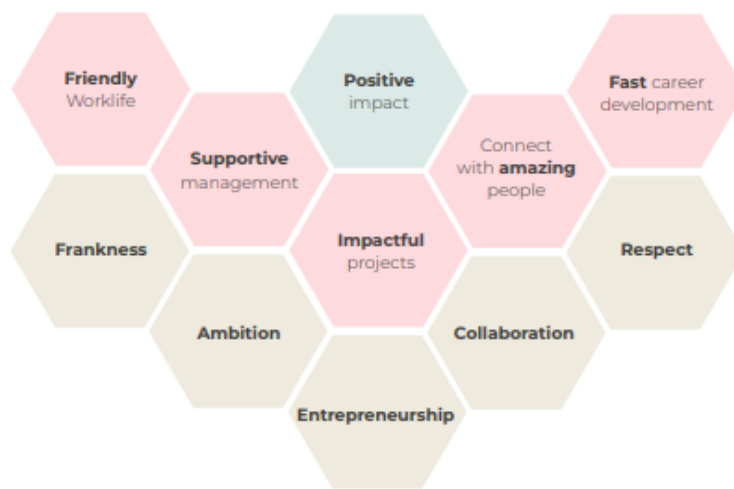 Friendly
Worklife
Positive
impact
Fast career
development
Supportive
management
Connect
with amazing
people
Impactful
projects
Frankness
Respect
Ambition
Collaboration
Entrepreneurship